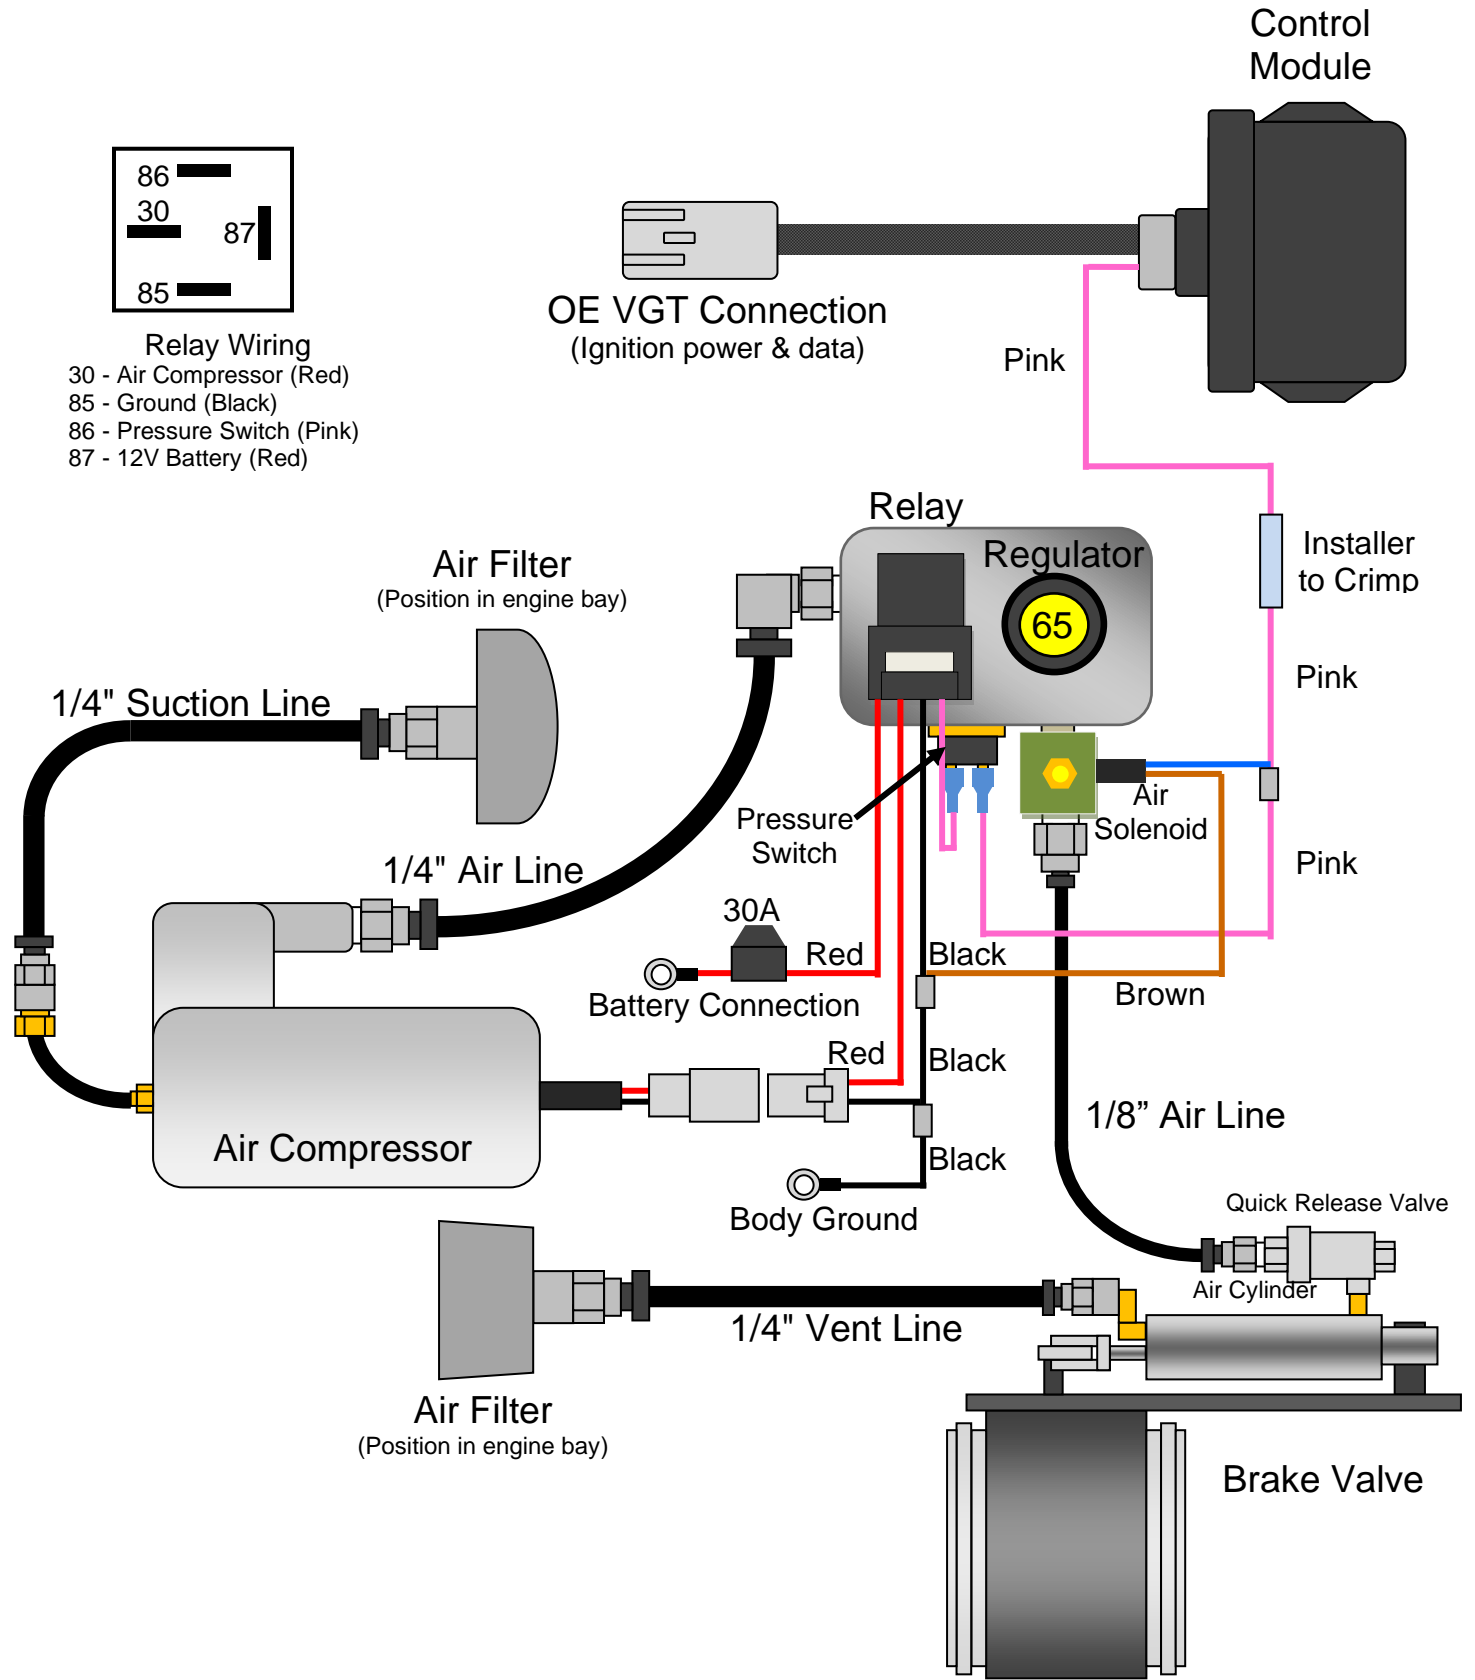 Control
Module
86
30
87
85
Relay Wiring
30 - Air Compressor (Red)
85 - Ground (Black)
86 - Pressure Switch (Pink)
87 - 12V Battery (Red)
OE VGT Connection
(Ignition power & data)
Pink
Relay
Regulator
65
Installer
to Crimp
Pink
Air Filter
(Position in engine bay)
1/4" Suction Line
1/4" Air Line
Pressure
Switch
Air
Solenoid
Pink
30A
Red
Black
Battery Connection
Brown
Red
Black
Air Compressor
1/8” Air Line
Black
Body Ground
Quick Release Valve
Air Cylinder
1/4" Vent Line
Air Filter
(Position in engine bay)
Brake Valve